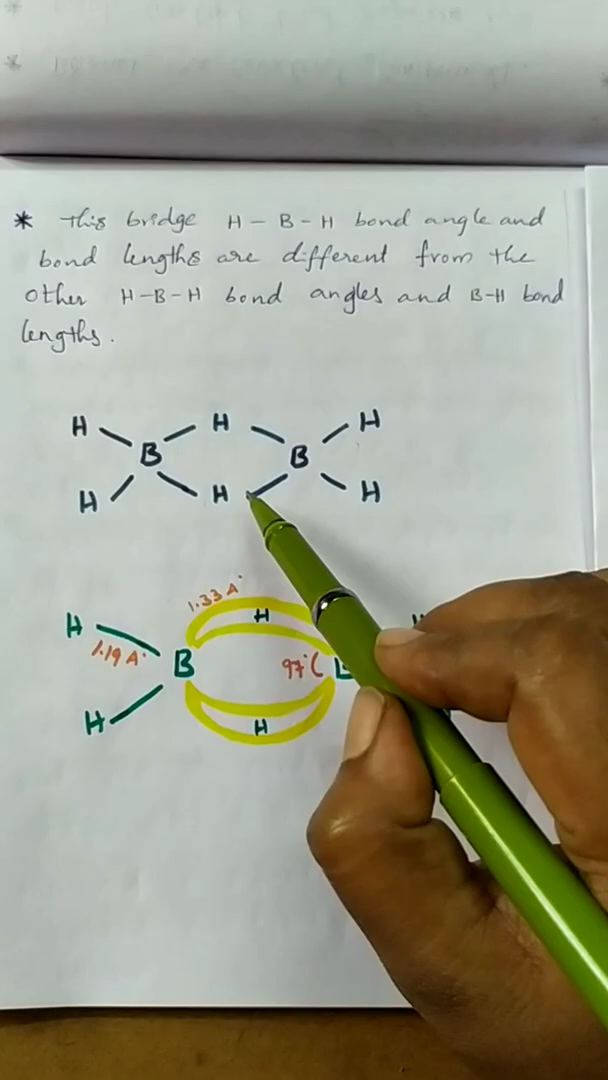 * This bridge H - B - H bond angle and
bond lengths are different from the
other H-B-H bond angles and B-H bond
lengths.
H H H
B B
H H H
1.33 A°
H H
1.19 A° B 97°
H H